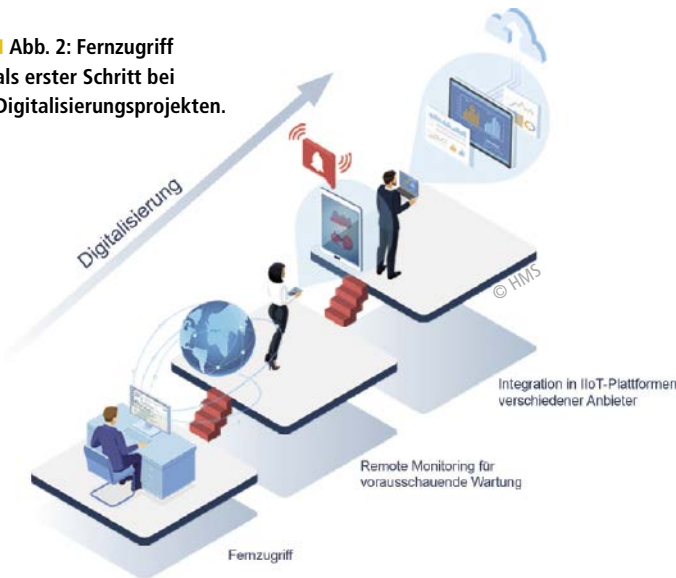 Abb. 2: Fernzugriff
als erster Schritt bei
Digitalisierungsprojekten.
Digitalisierung
© HMS
Integration in IIoT-Plattformen
verschiedener Anbieter
Remote Monitoring für
vorausschauende Wartung
Fernzugriff